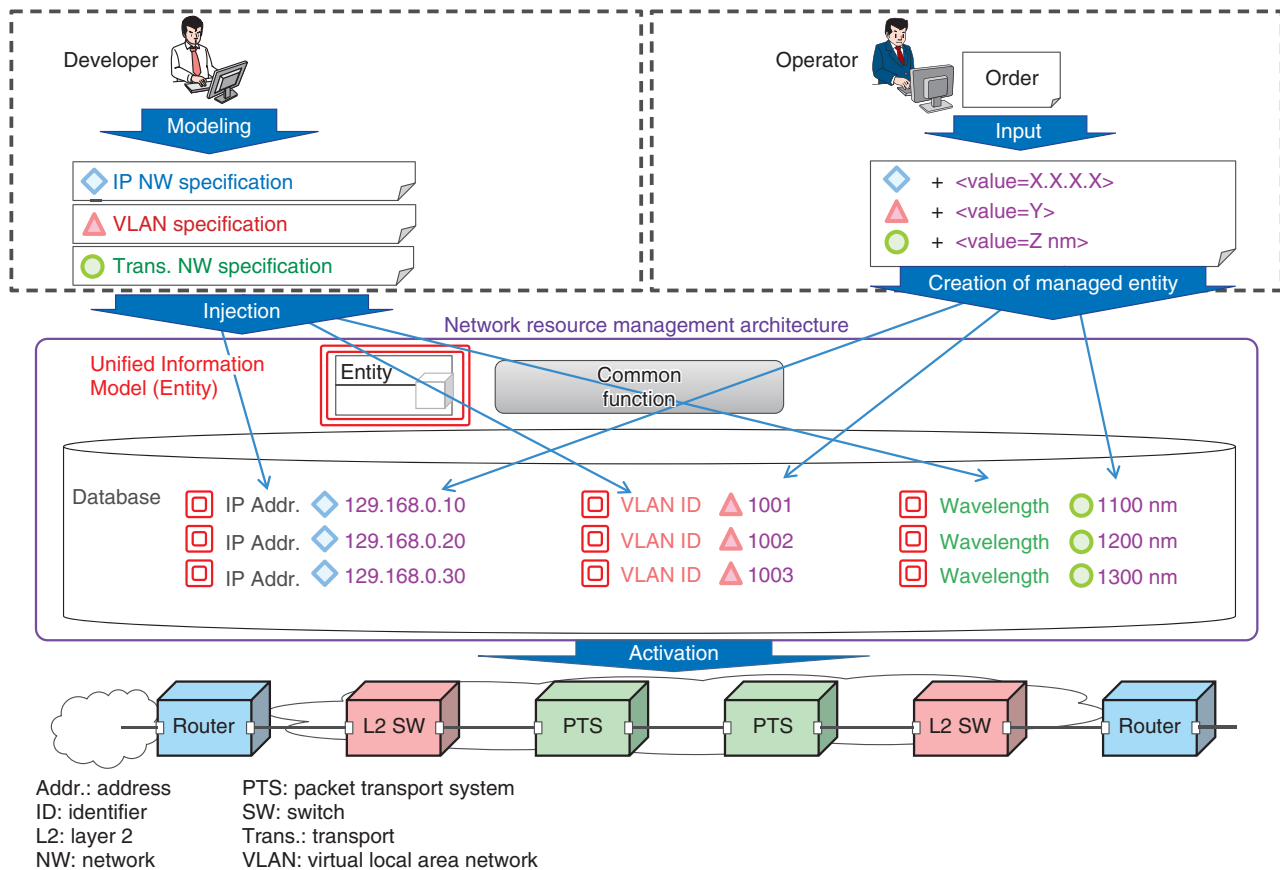 Developer
Operator
Order
Modeling
Input
IP NW specification
VLAN specification
Trans. NW specification
+ <value=X.X.X.X>
+ <value=Y>
+ <value=Z nm>
Injection
Creation of managed entity
Network resource management architecture
Unified Information
Model (Entity)
Entity
Common
function
Database
IP Addr. 129.168.0.10 VLAN ID 1001 Wavelength 1100 nm
IP Addr. 129.168.0.20 VLAN ID 1002 Wavelength 1200 nm
IP Addr. 129.168.0.30 VLAN ID 1003 Wavelength 1300 nm
Activation
Router L2 SW PTS PTS L2 SW Router
Addr.: address
ID: identifier
L2: layer 2
NW: network
PTS: packet transport system
SW: switch
Trans.: transport
VLAN: virtual local area network